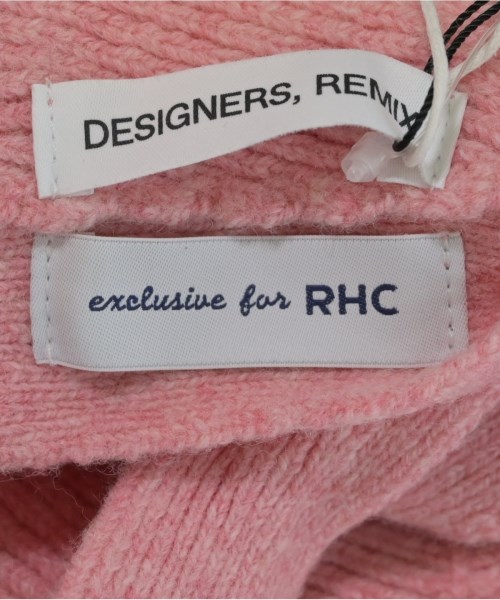 DESIGNERS, REMIX
exclusive for RHC